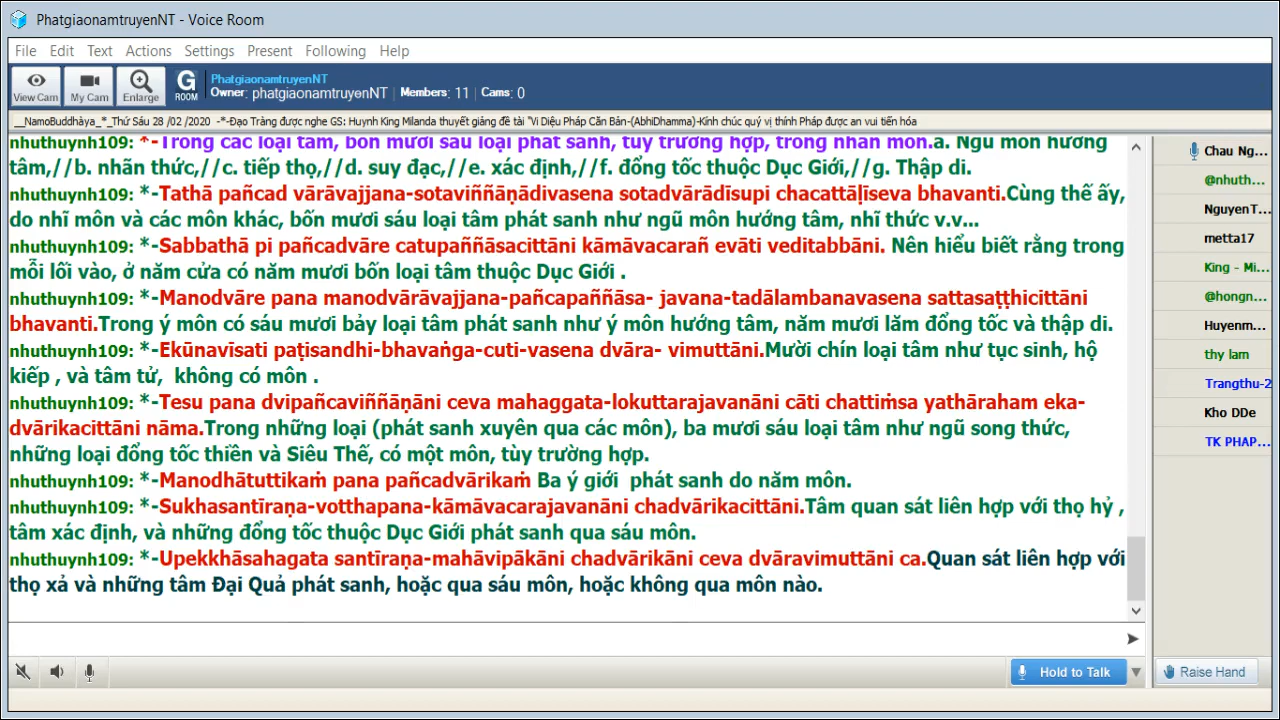 PhatgiaonamtruyenNT - Voice Room
File Edit Text Actions Settings Present Following Help
View Cam
My Cam
Enlarge
G
ROOM
PhatgiaonamtruyenNT
Owner: phatgiaonamtruyenNT | Members: 11 | Cams: 0
__NamoBuddhàya_*_Thứ Sáu 28 /02 /2020 -*-Đạo Tràng được nghe GS: Huynh King Milanda thuyết giảng đề tài "Vi Diệu Pháp Căn Bản-(AbhiDhamma)-Kính chúc quý vị thính Pháp được an vui tiến hóa
nhuthuynh109: *-Trong các loại tâm, bốn mươi sáu loại phát sanh, tùy trường hợp, trong nhãn môn.a. Ngũ môn hướng
tâm,//b. nhãn thức,//c. tiếp thọ,//d. suy đạc,//e. xác định,//f. đổng tốc thuộc Dục Giới,//g. Thập di.
nhuthuynh109: *-Tathā pañcad vārāvajjana-sotaviññāṇādivasena sotadvārādīsupi chacattāḷīseva bhavanti.Cùng thế ấy,
do nhĩ môn và các môn khác, bốn mươi sáu loại tâm phát sanh như ngũ môn hướng tâm, nhĩ thức v.v...
nhuthuynh109: *-Sabbathā pi pañcadvāre catupaññāsacittāni kāmāvacarañ evāti veditabbāni. Nên hiểu biết rằng trong
mỗi lối vào, ở năm cửa có năm mươi bốn loại tâm thuộc Dục Giới .
nhuthuynh109: *-Manodvāre pana manodvārāvajjana-pañcapaññāsa- javana-tadālambanavasena sattasaṭṭhicittāni
bhavanti.Trong ý môn có sáu mươi bảy loại tâm phát sanh như ý môn hướng tâm, năm mươi lăm đổng tốc và thập di.
nhuthuynh109: *-Ekūnavīsati paṭisandhi-bhavaṅga-cuti-vasena dvāra- vimuttāni.Mười chín loại tâm như tục sinh, hộ
kiếp , và tâm tử, không có môn .
nhuthuynh109: *-Tesu pana dvipañcaviññāṇāni ceva mahaggata-lokuttarajavanāni cāti chattiṁsa yathāraham eka-
dvārikacittāni nāma.Trong những loại (phát sanh xuyên qua các môn), ba mươi sáu loại tâm như ngũ song thức,
những loại đổng tốc thiền và Siêu Thế, có một môn, tùy trường hợp.
nhuthuynh109: *-Manodhātuttikaṁ pana pañcadvārikaṁ Ba ý giới phát sanh do năm môn.
nhuthuynh109: *-Sukhasantīraṇa-votthapana-kāmāvacarajavanāni chadvārikacittāni.Tâm quan sát liên hợp với thọ hỷ ,
tâm xác định, và những đổng tốc thuộc Dục Giới phát sanh qua sáu môn.
nhuthuynh109: *-Upekkhāsahagata santīraṇa-mahāvipākāni chadvārikāni ceva dvāravimuttāni ca.Quan sát liên hợp với
thọ xả và những tâm Đại Quả phát sanh, hoặc qua sáu môn, hoặc không qua môn nào.
Chau Ng...
@nhuth...
NguyenT...
metta17
King - Mi...
@hongn...
Huyenm...
thy lam
Trangthu-2
Kho DDe
TK PHAP...
Hold to Talk
Raise Hand